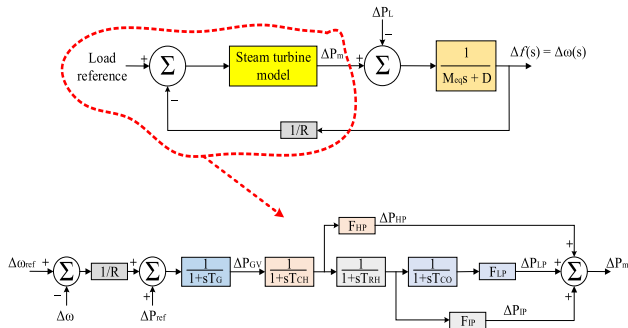 ΔPL
Load
reference
+
−
Σ
Steam turbine
model
ΔPm
+
−
Σ
1
Meqs + D
Δf(s) = Δω(s)
1/R
FHP
ΔPHP
Δωref
+
−
Σ
Δω
1/R
+
+
Σ
ΔPref
1
1+sTG
ΔPGV
1
1+sTCH
1
1+sTRH
1
1+sTCO
FLP
ΔPLP
FIP
ΔPIP
+
+
+
Σ
ΔPm